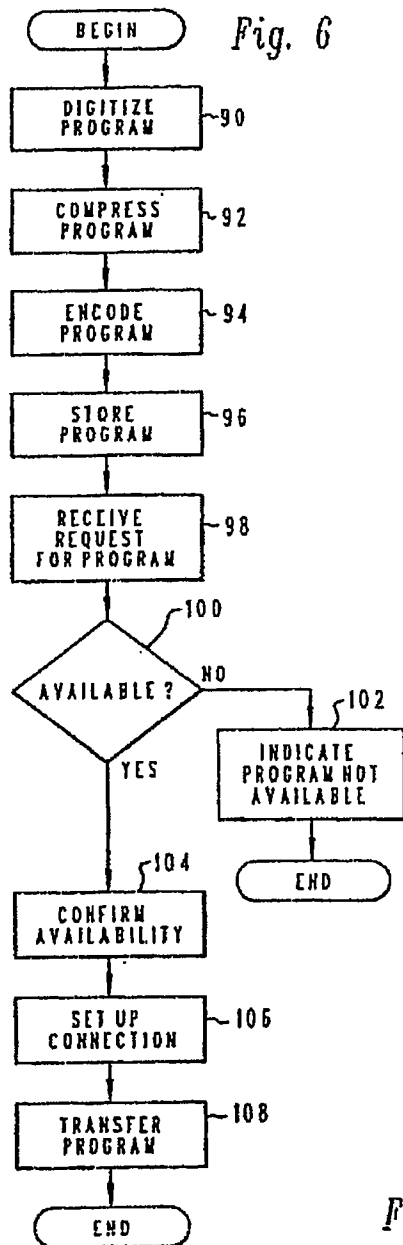 BEGIN
Fig. 6
DIGITIZE
PROGRAM
90
COMPRESS
PROGRAM
92
ENCODE
PROGRAM
94
STORE
PROGRAM
96
RECEIVE
REQUEST
FOR PROGRAM
98
100
AVAILABLE?
NO
YES
102
INDICATE
PROGRAM NOT
AVAILABLE
END
104
CONFIRM
AVAILABILITY
SET UP
CONNECTION
106
TRANSFER
PROGRAM
108
END
F